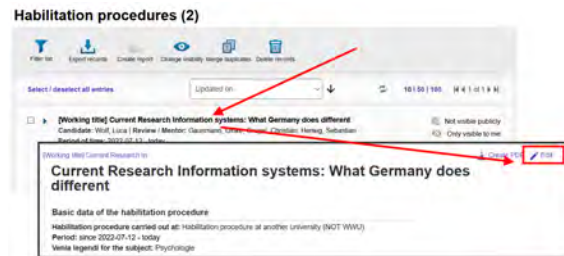 Habilitation procedures (2)
Filter list Export records Create report Change visibility Merge duplicates Delete records
Select / deselect all entries Updated on 10 | 50 | 100 1 of 1
[Working title] Current Research Information systems: What Germany does different
Not visible publicly
Candidate: Wolf, Luca | Review / Mentor: Christian; Herwig, Sebastian
Only visible to me
Period of time: 2022-07-12 - today
[Working title] Current Research In Create PDF Edit
Current Research Information systems: What Germany does
different
Basic data of the habilitation procedure
Habilitation procedure carried out at: Habilitation procedure at another university (NOT WWU)
Period: since 2022-07-12 - today
Venia legendi for the subject: Psychologie